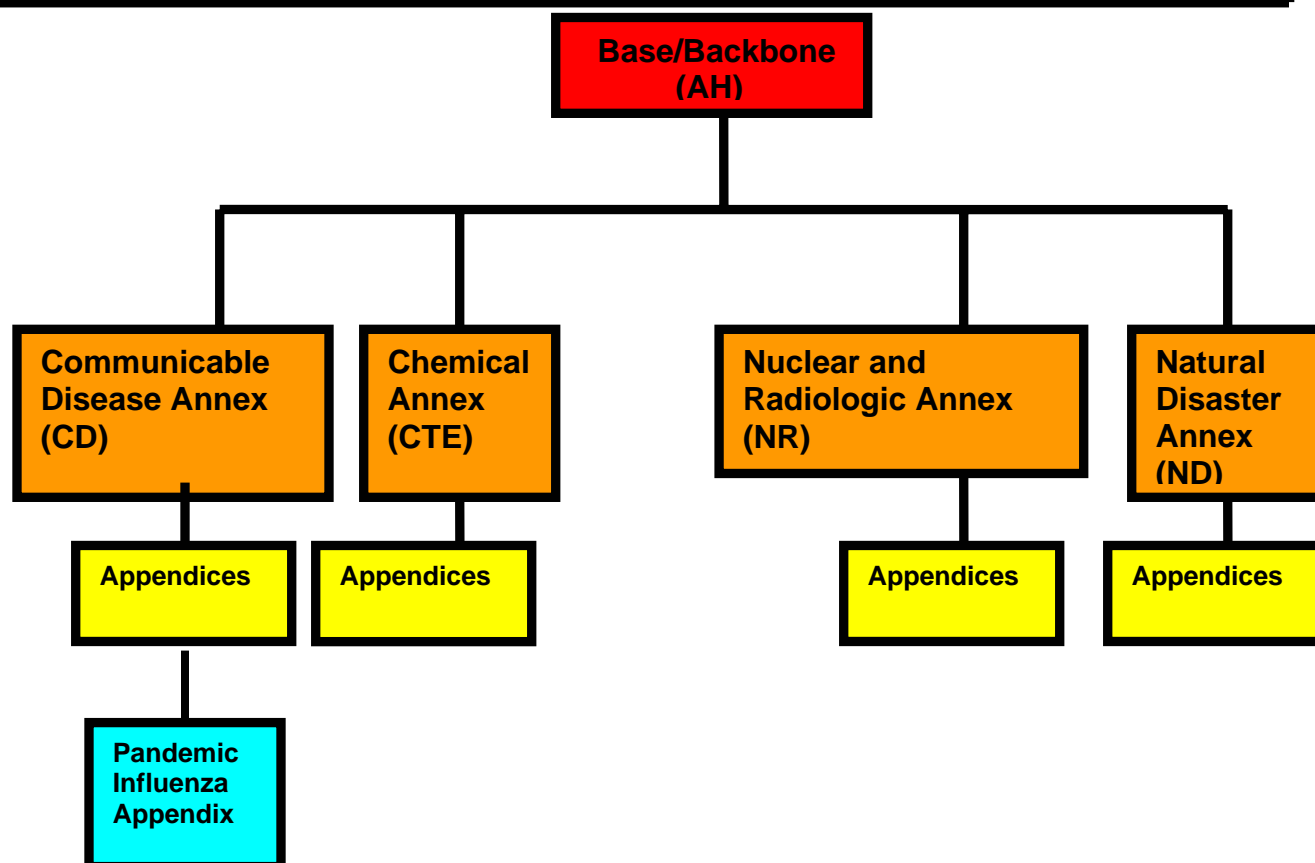 Base/Backbone
(AH)
Communicable
Disease Annex
(CD)
Chemical
Annex
(CTE)
Nuclear and
Radiologic Annex
(NR)
Natural
Disaster
Annex
(ND)
Appendices
Appendices
Appendices
Appendices
Pandemic
Influenza
Appendix